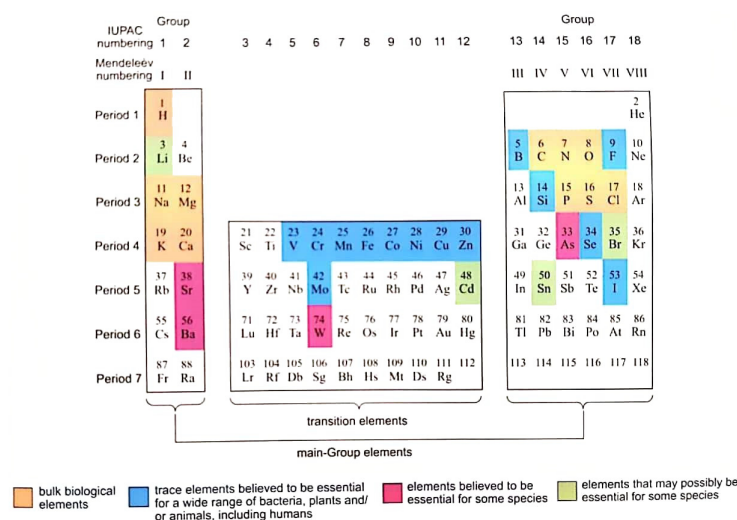 Group
Group
IUPAC
numbering 1 2 3 4 5 6 7 8 9 10 11 12 13 14 15 16 17 18
Mendeleév
numbering I II III IV V VI VII VIII
Period 1 1 2
H He
Period 2 3 4 5 6 7 8 9 10
Li Be B C N O F Ne
Period 3 11 12 13 14 15 16 17 18
Na Mg Al Si P S Cl Ar
Period 4 19 20 21 22 23 24 25 26 27 28 29 30 31 32 33 34 35 36
K Ca Sc Ti V Cr Mn Fe Co Ni Cu Zn Ga Ge As Se Br Kr
Period 5 37 38 39 40 41 42 43 44 45 46 47 48 49 50 51 52 53 54
Rb Sr Y Zr Nb Mo Tc Ru Rh Pd Ag Cd In Sn Sb Te I Xe
Period 6 55 56 71 72 73 74 75 76 77 78 79 80 81 82 83 84 85 86
Cs Ba Lu Hf Ta W Re Os Ir Pt Au Hg Tl Pb Bi Po At Rn
Period 7 87 88 103 104 105 106 107 108 109 110 111 112 113 114 115 116 117 118
Fr Ra Lr Rf Db Sg Bh Hs Mt Ds Rg
transition elements
main-Group elements
bulk biological
elements
trace elements believed to be essential
for a wide range of bacteria, plants and/
or animals, including humans
elements believed to be
essential for some species
elements that may possibly be
essential for some species